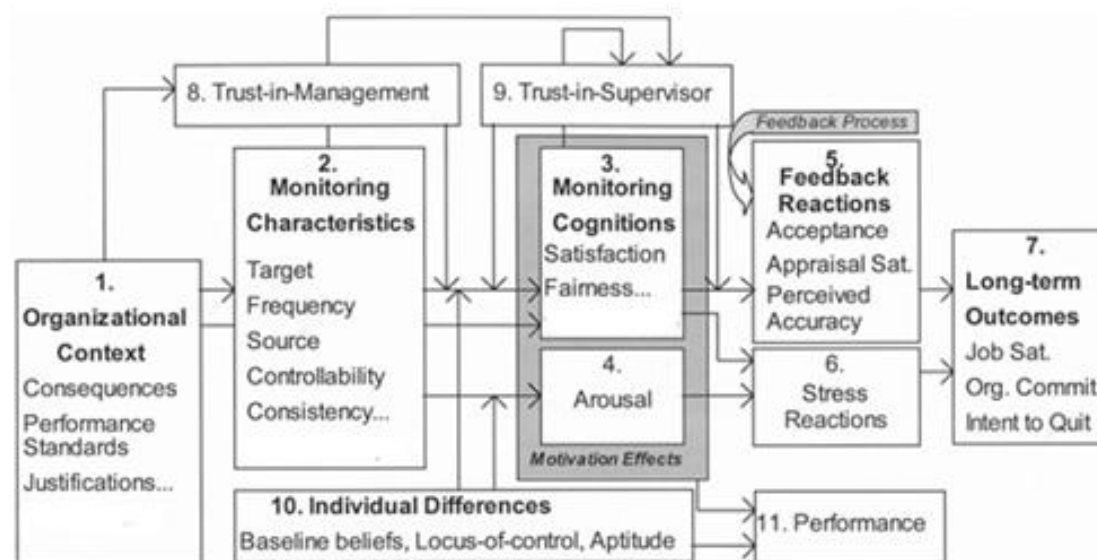 8. Trust-in-Management
9. Trust-in-Supervisor
Feedback Process
2.
Monitoring
Characteristics
Target
Frequency
Source
Controllability
Consistency...
3.
Monitoring
Cognitions
Satisfaction
Fairness...
5.
Feedback
Reactions
Acceptance
Appraisal Sat.
Perceived
Accuracy
1.
Organizational
Context
Consequences
Performance
Standards
Justifications...
4.
Arousal
Motivation Effects
6.
Stress
Reactions
7.
Long-term
Outcomes
Job Sat.
Org. Commit
Intent to Quit
10. Individual Differences
Baseline beliefs, Locus-of-control, Aptitude
11. Performance